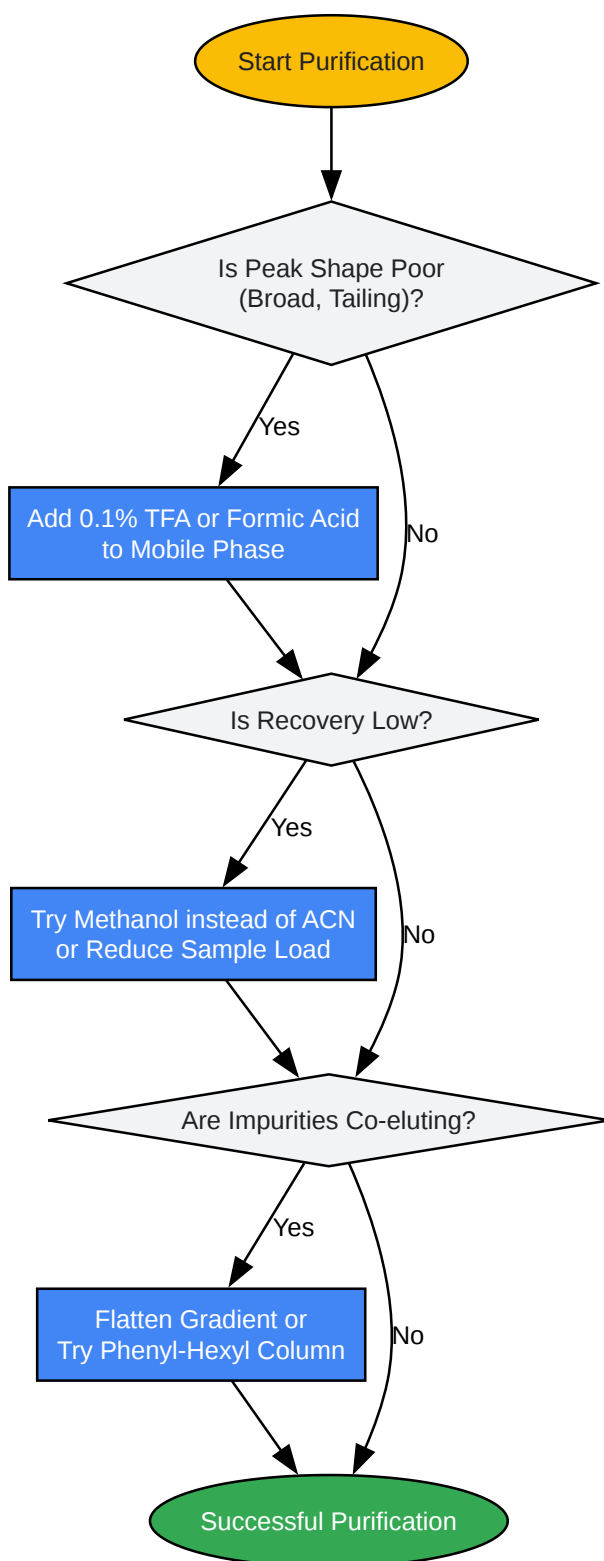 Start Purification
Is Peak Shape Poor
(Broad, Tailing)?
Yes
Add 0.1% TFA or Formic Acid
to Mobile Phase
No
Is Recovery Low?
Yes
Try Methanol instead of ACN
or Reduce Sample Load
No
Are Impurities Co-eluting?
Yes
Flatten Gradient or
Try Phenyl-Hexyl Column
No
Successful Purification